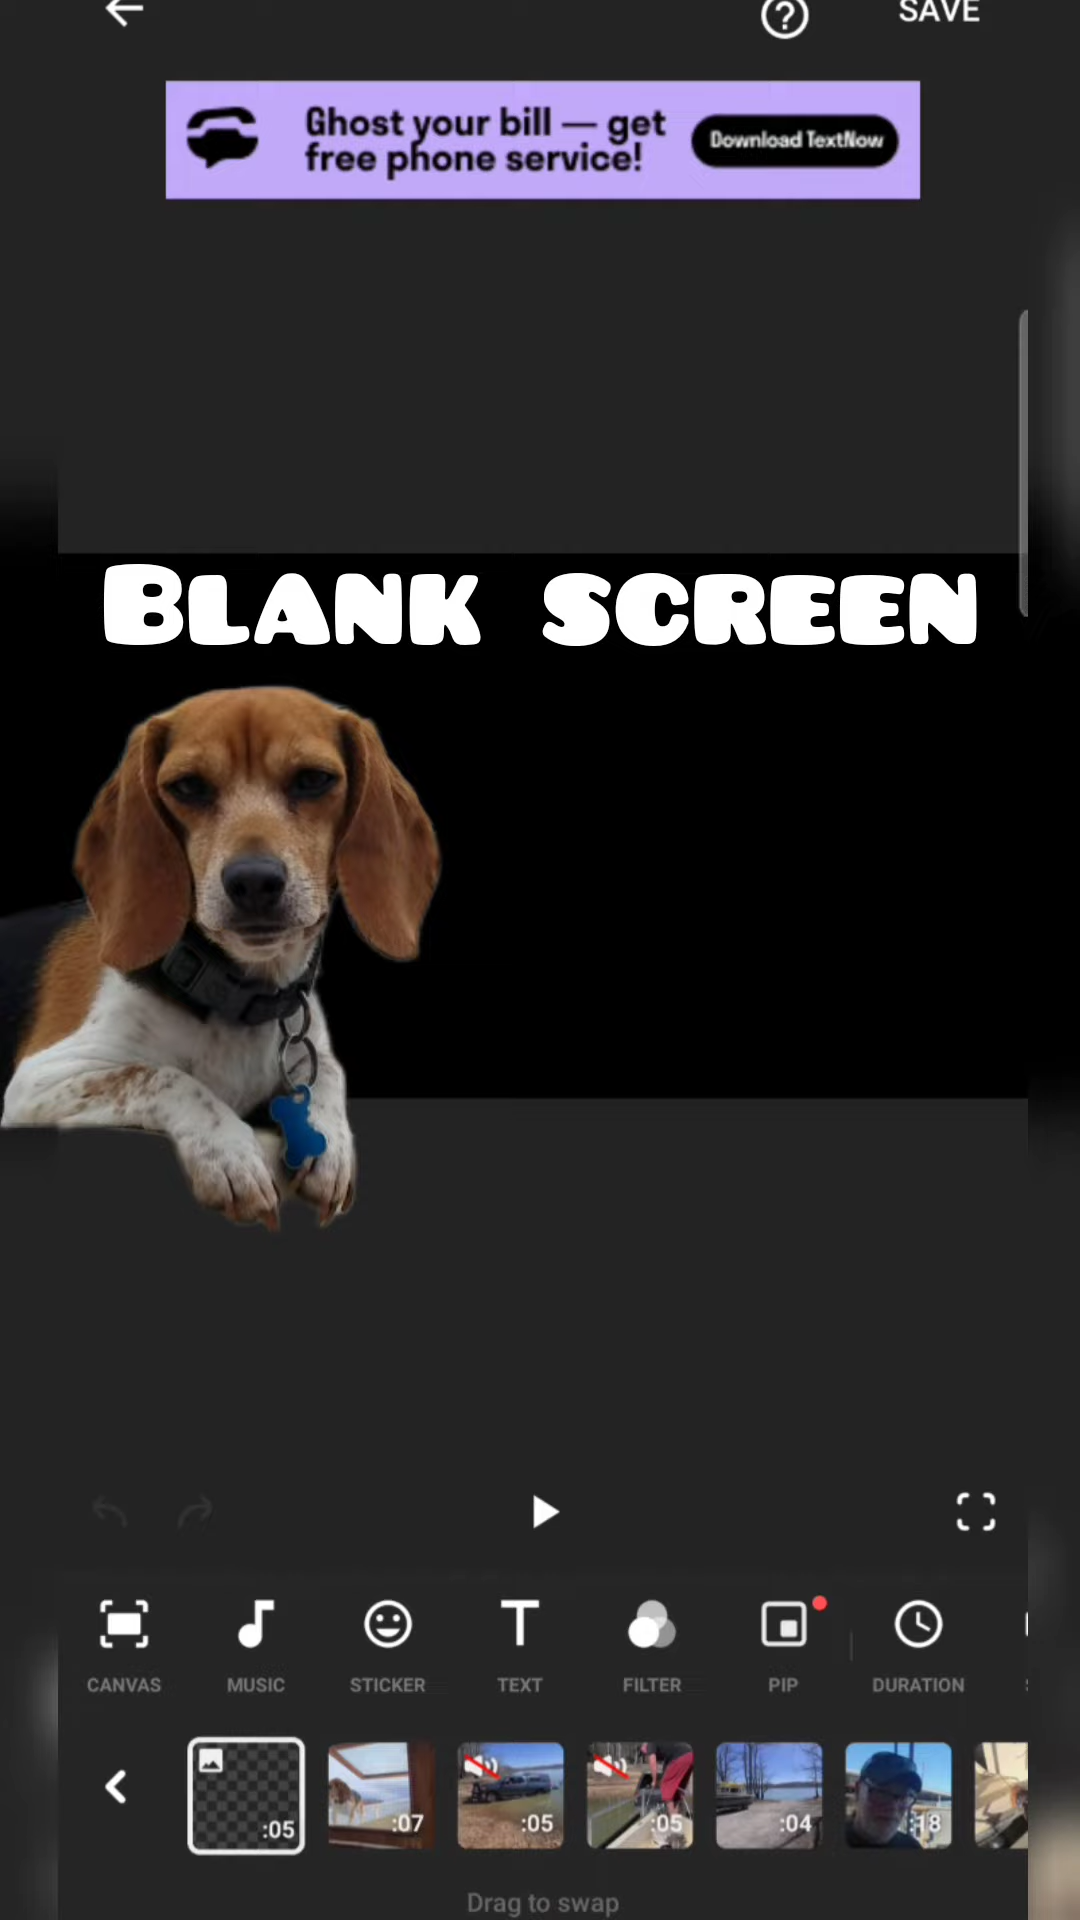 SAVE
Ghost your bill — get
free phone service!
Download TextNow
BLANK SCREEN
CANVAS MUSIC STICKER TEXT FILTER PIP DURATION
:05 :07 :05 :05 :04 :18
Drag to swap